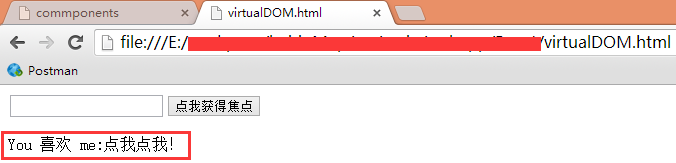 commponents
virtualDOM.html
file:///E:/
/virtualDOM.html
Postman
点我获得焦点
You 喜欢 me:点我点我!